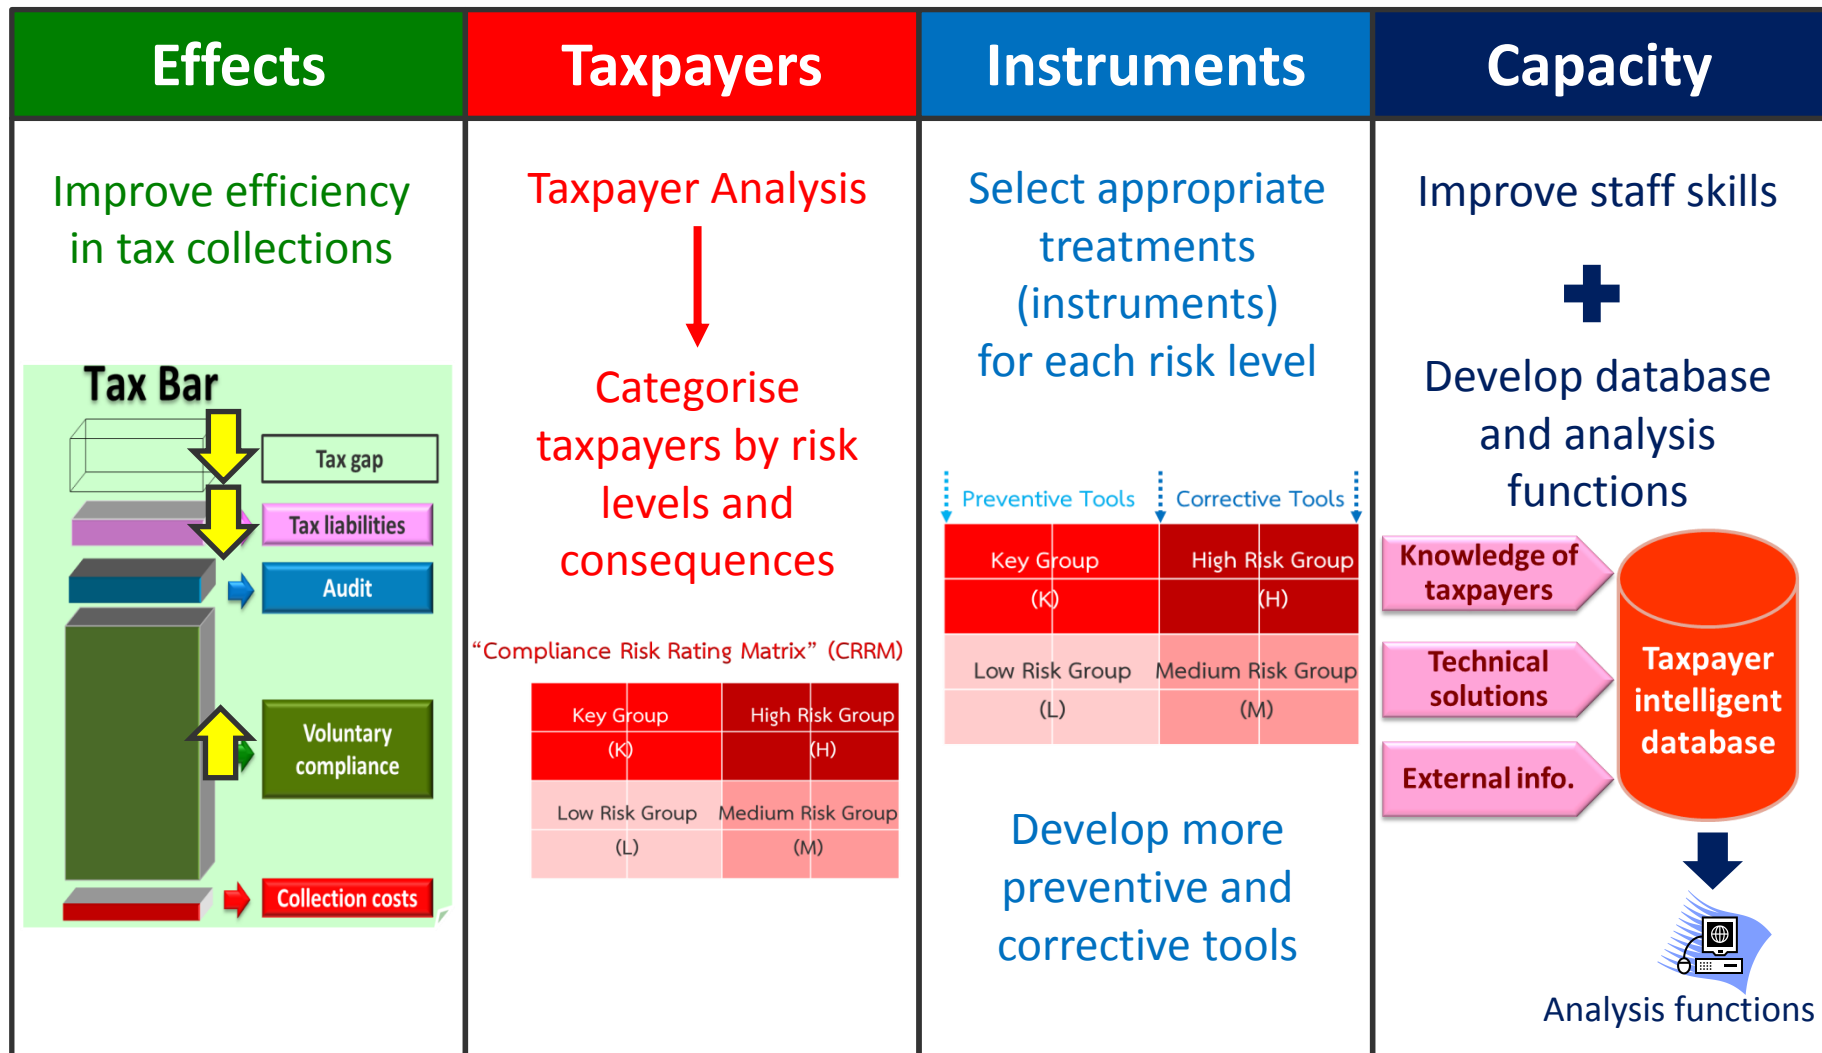 Effects
Taxpayers
Instruments
Capacity
Improve efficiency
in tax collections
Tax Bar
Tax gap
Tax liabilities
Audit
Voluntary
compliance
Collection costs
Taxpayer Analysis
Categorise
taxpayers by risk
levels and
consequences
“Compliance Risk Rating Matrix” (CRRM)
Key Group
(K)
High Risk Group
(H)
Low Risk Group
(L)
Medium Risk Group
(M)
Select appropriate
treatments
(instruments)
for each risk level
Preventive Tools
Corrective Tools
Key Group
(K)
High Risk Group
(H)
Low Risk Group
(L)
Medium Risk Group
(M)
Develop more
preventive and
corrective tools
Improve staff skills
Develop database
and analysis
functions
Knowledge of
taxpayers
Technical
solutions
External info.
Taxpayer
intelligent
database
Analysis functions